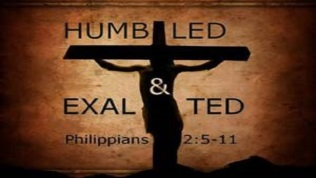 HUMBLED
&
EXALTED
Philippians 2:5-11